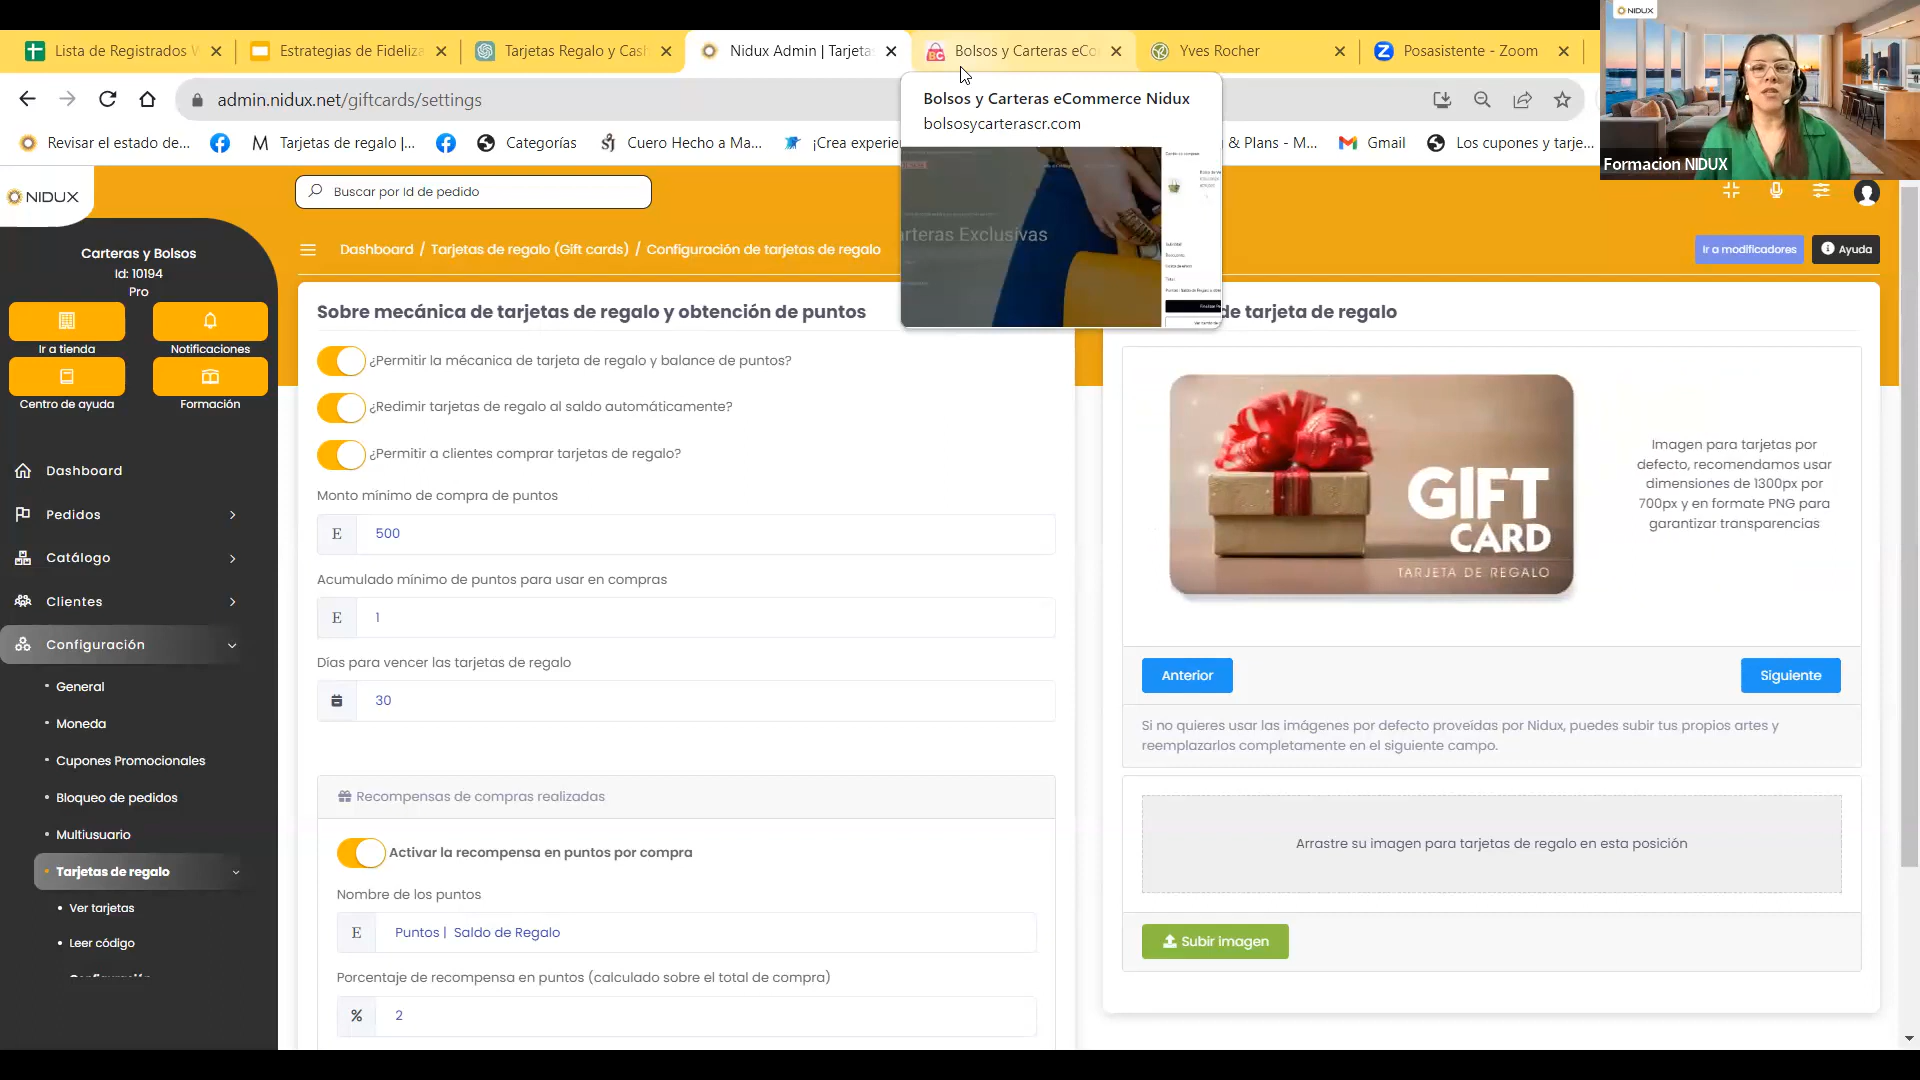 Lista de Registrados W
Estrategias de Fideliza
Tarjetas Regalo y Cash
Nidux Admin | Tarjetas
Bolsos y Carteras eCo
Yves Rocher
Posasistente - Zoom
NIDUX
admin.nidux.net/giftcards/settings
Bolsos y Carteras eCommerce Nidux
bolsosycarterascr.com
Revisar el estado de...
Tarjetas de regalo |...
Categorías
Cuero Hecho a Ma...
¡Crea experie
g & Plans - M...
Gmail
Los cupones y tarje...
Formacion NIDUX
NIDUX
Buscar por Id de pedido
arteras Exclusivas
Dashboard / Tarjetas de regalo (Gift cards) / Configuración de tarjetas de regalo
Ir a modificadores
Ayuda
Carteras y Bolsos
Id: 10194
Pro
Ir a tienda
Notificaciones
Centro de ayuda
Formación
Dashboard
Pedidos
Catálogo
Clientes
Configuración
General
Moneda
Cupones Promocionales
Bloqueo de pedidos
Multiusuario
Tarjetas de regalo
Ver tarjetas
Leer código
Configuración
Sobre mecánica de tarjetas de regalo y obtención de puntos
¿Permitir la mécanica de tarjeta de regalo y balance de puntos?
¿Redimir tarjetas de regalo al saldo automáticamente?
¿Permitir a clientes comprar tarjetas de regalo?
Monto mínimo de compra de puntos
E 500
Acumulado mínimo de puntos para usar en compras
E 1
Días para vencer las tarjetas de regalo
30
Recompensas de compras realizadas
Activar la recompensa en puntos por compra
Nombre de los puntos
E Puntos | Saldo de Regalo
Porcentaje de recompensa en puntos (calculado sobre el total de compra)
% 2
de tarjeta de regalo
GIFT
CARD
TARJETA DE REGALO
Imagen para tarjetas por
defecto, recomendamos usar
dimensiones de 1300px por
700px y en formate PNG para
garantizar transparencias
Anterior
Siguiente
Si no quieres usar las imágenes por defecto proveídas por Nidux, puedes subir tus propios artes y
reemplazarlos completamente en el siguiente campo.
Arrastre su imagen para tarjetas de regalo en esta posición
Subir imagen